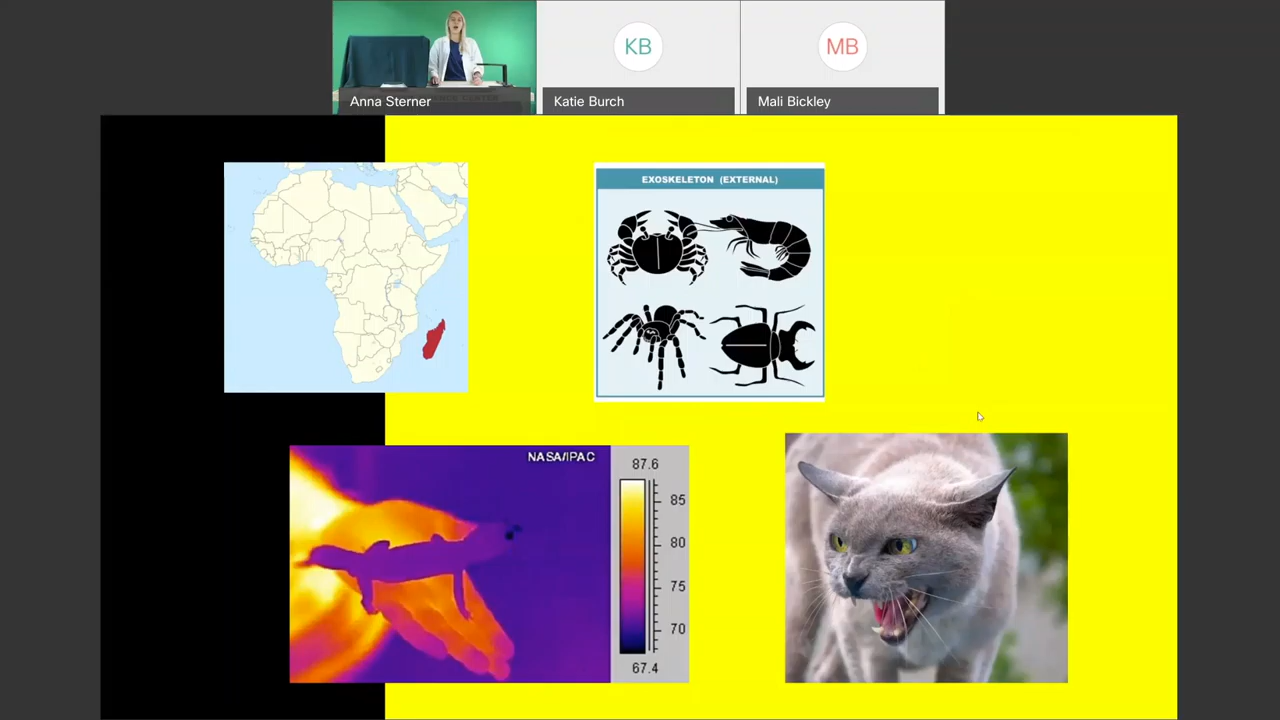 KB
MB
Anna Sterner
Katie Burch
Mali Bickley
EXOSKELETON (EXTERNAL)
NASA/IPAC
87.6
85
80
75
70
67.4